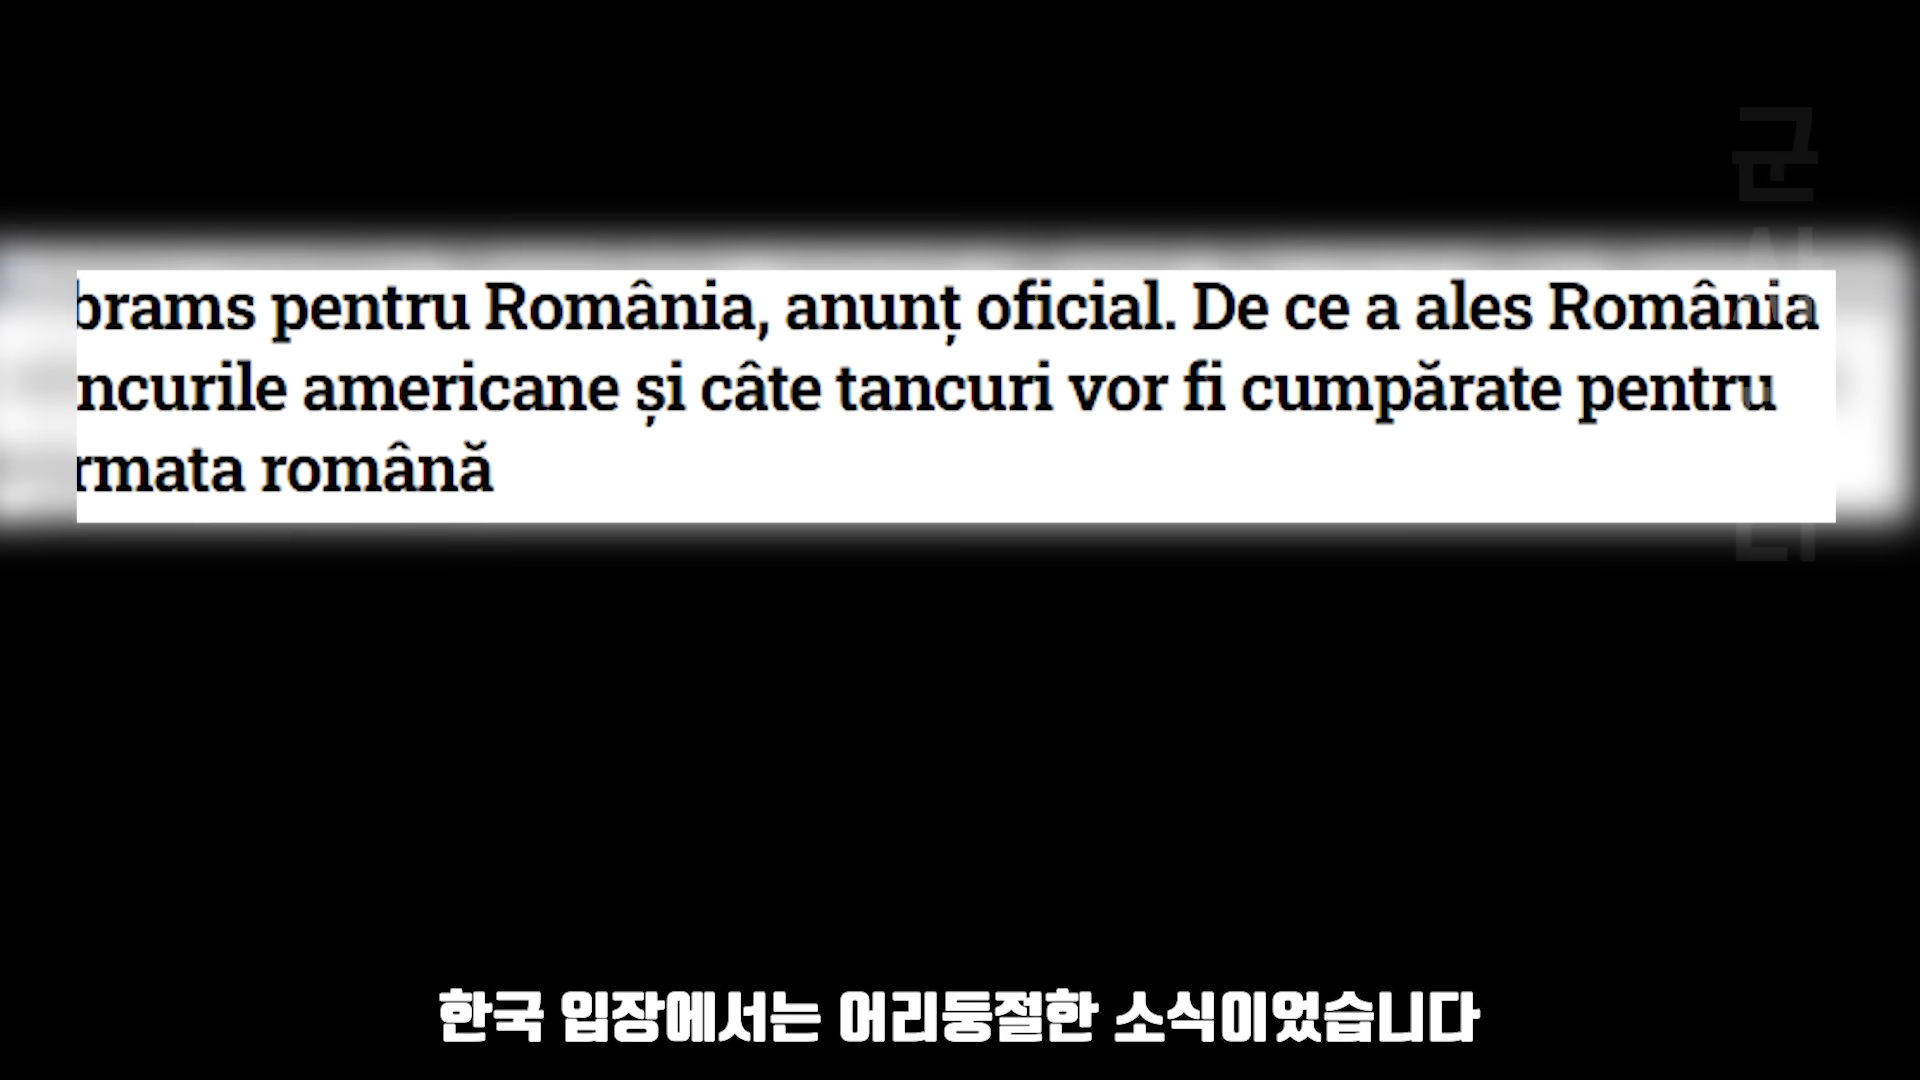 brams pentru România, anunț oficial. De ce a ales România
ncurile americane și câte tancuri vor fi cumpărate pentru
rmata română
한국 입장에서는 어리둥절한 소식이었습니다